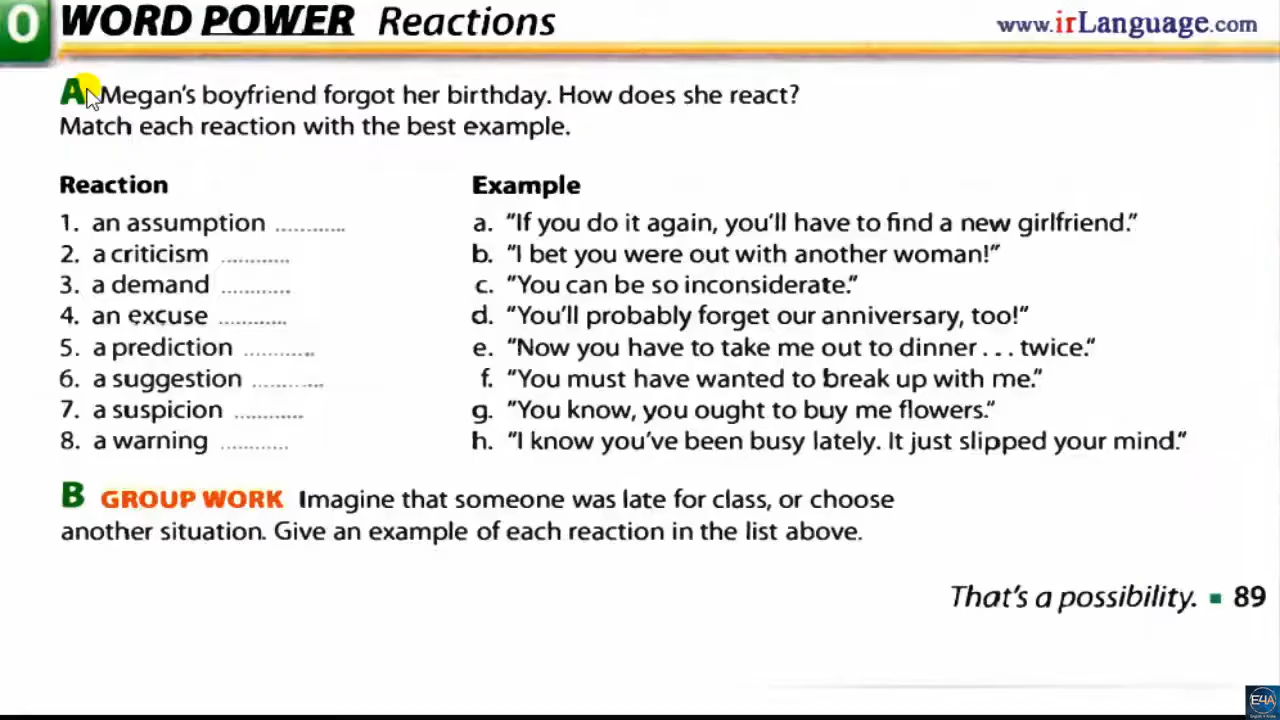 0 WORD POWER Reactions www.irLanguage.com
A Megan's boyfriend forgot her birthday. How does she react?
Match each reaction with the best example.
Reaction Example
1. an assumption ............ a. "If you do it again, you'll have to find a new girlfriend."
2. a criticism ............ b. "I bet you were out with another woman!"
3. a demand ............ c. "You can be so inconsiderate."
4. an excuse ............ d. "You'll probably forget our anniversary, too!"
5. a prediction ............ e. "Now you have to take me out to dinner . . . twice."
6. a suggestion ............ f. "You must have wanted to break up with me."
7. a suspicion ............ g. "You know, you ought to buy me flowers."
8. a warning ............ h. "I know you've been busy lately. It just slipped your mind."
B GROUP WORK Imagine that someone was late for class, or choose
another situation. Give an example of each reaction in the list above.
That's a possibility. ▪ 89
E4A